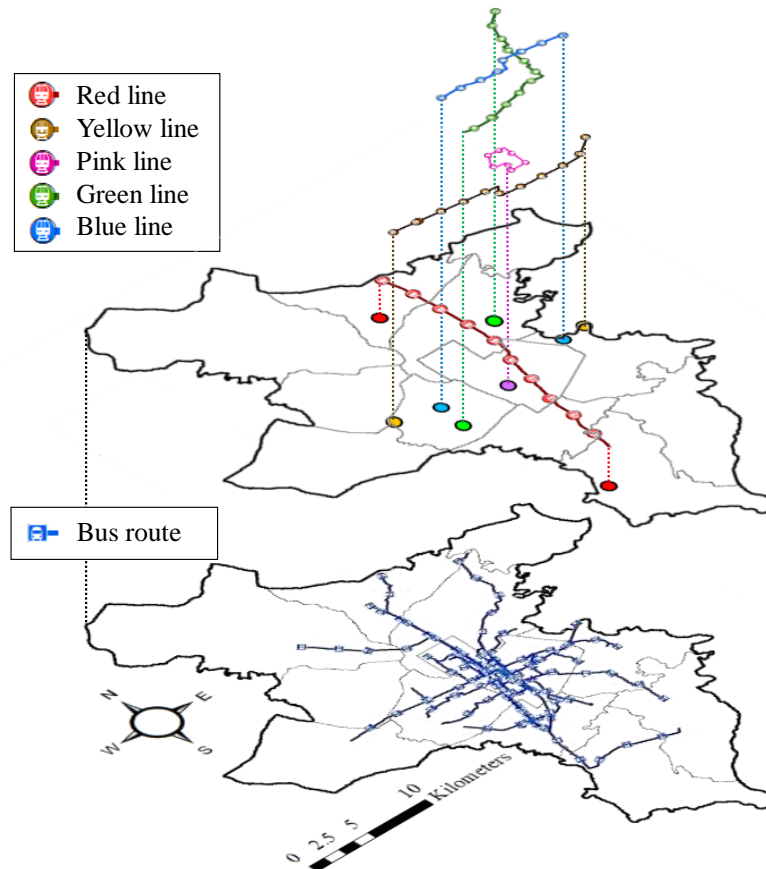 Red line
Yellow line
Pink line
Green line
Blue line
Bus route
N
E
W
S
0 2.5 5 10 Kilometers